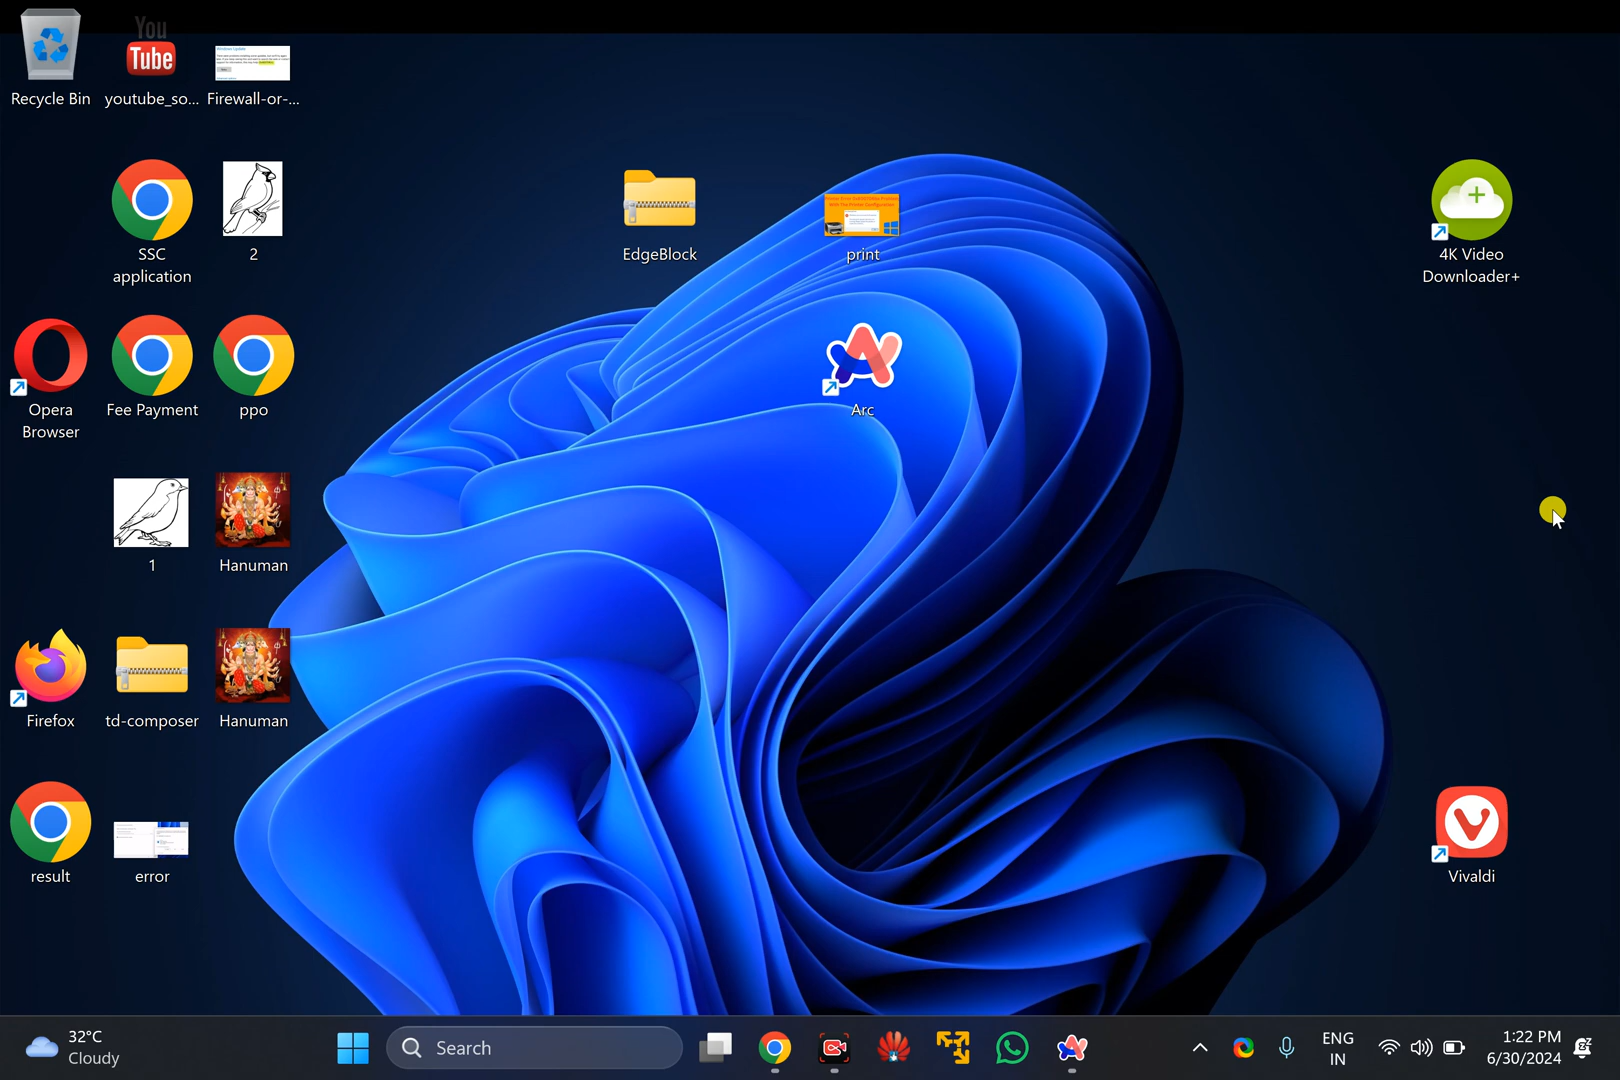 You
Tube
Recycle Bin
youtube_so...
Firewall-or-...
SSC
application
2
EdgeBlock
print
4K Video
Downloader+
Opera
Browser
Fee Payment
ppo
Arc
1
Hanuman
Firefox
td-composer
Hanuman
result
error
Vivaldi
32°C
Cloudy
Search
ENG
IN
1:22 PM
6/30/2024